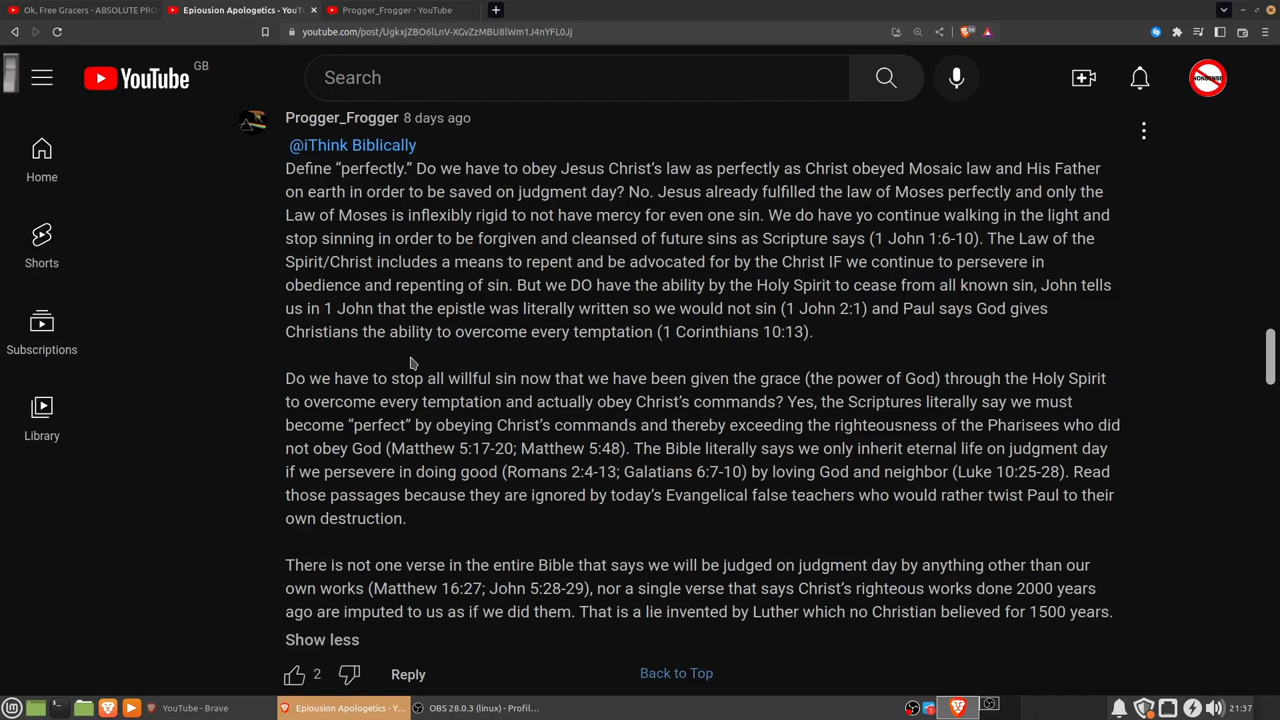 Ok, Free Gracers - ABSOLUTE PRO
Epiousion Apologetics - YouT
Progger_Frogger - YouTube
youtube.com/post/UgkxjZBO6lLnV-XGvZzMBU8lWm1J4nYFL0Jj
YouTube
GB
Search
NONSENSE
Home
Shorts
Subscriptions
Library
Progger_Frogger 8 days ago
@iThink Biblically
Define “perfectly.” Do we have to obey Jesus Christ’s law as perfectly as Christ obeyed Mosaic law and His Father
on earth in order to be saved on judgment day? No. Jesus already fulfilled the law of Moses perfectly and only the
Law of Moses is inflexibly rigid to not have mercy for even one sin. We do have yo continue walking in the light and
stop sinning in order to be forgiven and cleansed of future sins as Scripture says (1 John 1:6-10). The Law of the
Spirit/Christ includes a means to repent and be advocated for by the Christ IF we continue to persevere in
obedience and repenting of sin. But we DO have the ability by the Holy Spirit to cease from all known sin, John tells
us in 1 John that the epistle was literally written so we would not sin (1 John 2:1) and Paul says God gives
Christians the ability to overcome every temptation (1 Corinthians 10:13).
Do we have to stop all willful sin now that we have been given the grace (the power of God) through the Holy Spirit
to overcome every temptation and actually obey Christ’s commands? Yes, the Scriptures literally say we must
become “perfect” by obeying Christ’s commands and thereby exceeding the righteousness of the Pharisees who did
not obey God (Matthew 5:17-20; Matthew 5:48). The Bible literally says we only inherit eternal life on judgment day
if we persevere in doing good (Romans 2:4-13; Galatians 6:7-10) by loving God and neighbor (Luke 10:25-28). Read
those passages because they are ignored by today’s Evangelical false teachers who would rather twist Paul to their
own destruction.
There is not one verse in the entire Bible that says we will be judged on judgment day by anything other than our
own works (Matthew 16:27; John 5:28-29), nor a single verse that says Christ’s righteous works done 2000 years
ago are imputed to us as if we did them. That is a lie invented by Luther which no Christian believed for 1500 years.
Show less
2
Reply
Back to Top
YouTube - Brave
Epiousion Apologetics - Y...
OBS 28.0.3 (linux) - Profil...
21:37